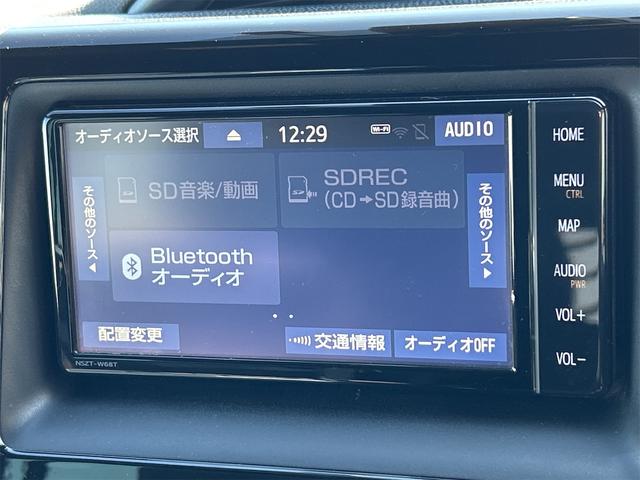 オーディオソース選択
12:29
Wi-Fi
AUDIO
その他のソース
SD音楽/動画
SDREC
(CD➡SD録音曲)
その他のソース
Bluetooth
オーディオ
配置変更
交通情報
オーディオOFF
NSZT-W68T
HOME
MENU
CTRL
MAP
AUDIO
PWR
VOL+
VOL−